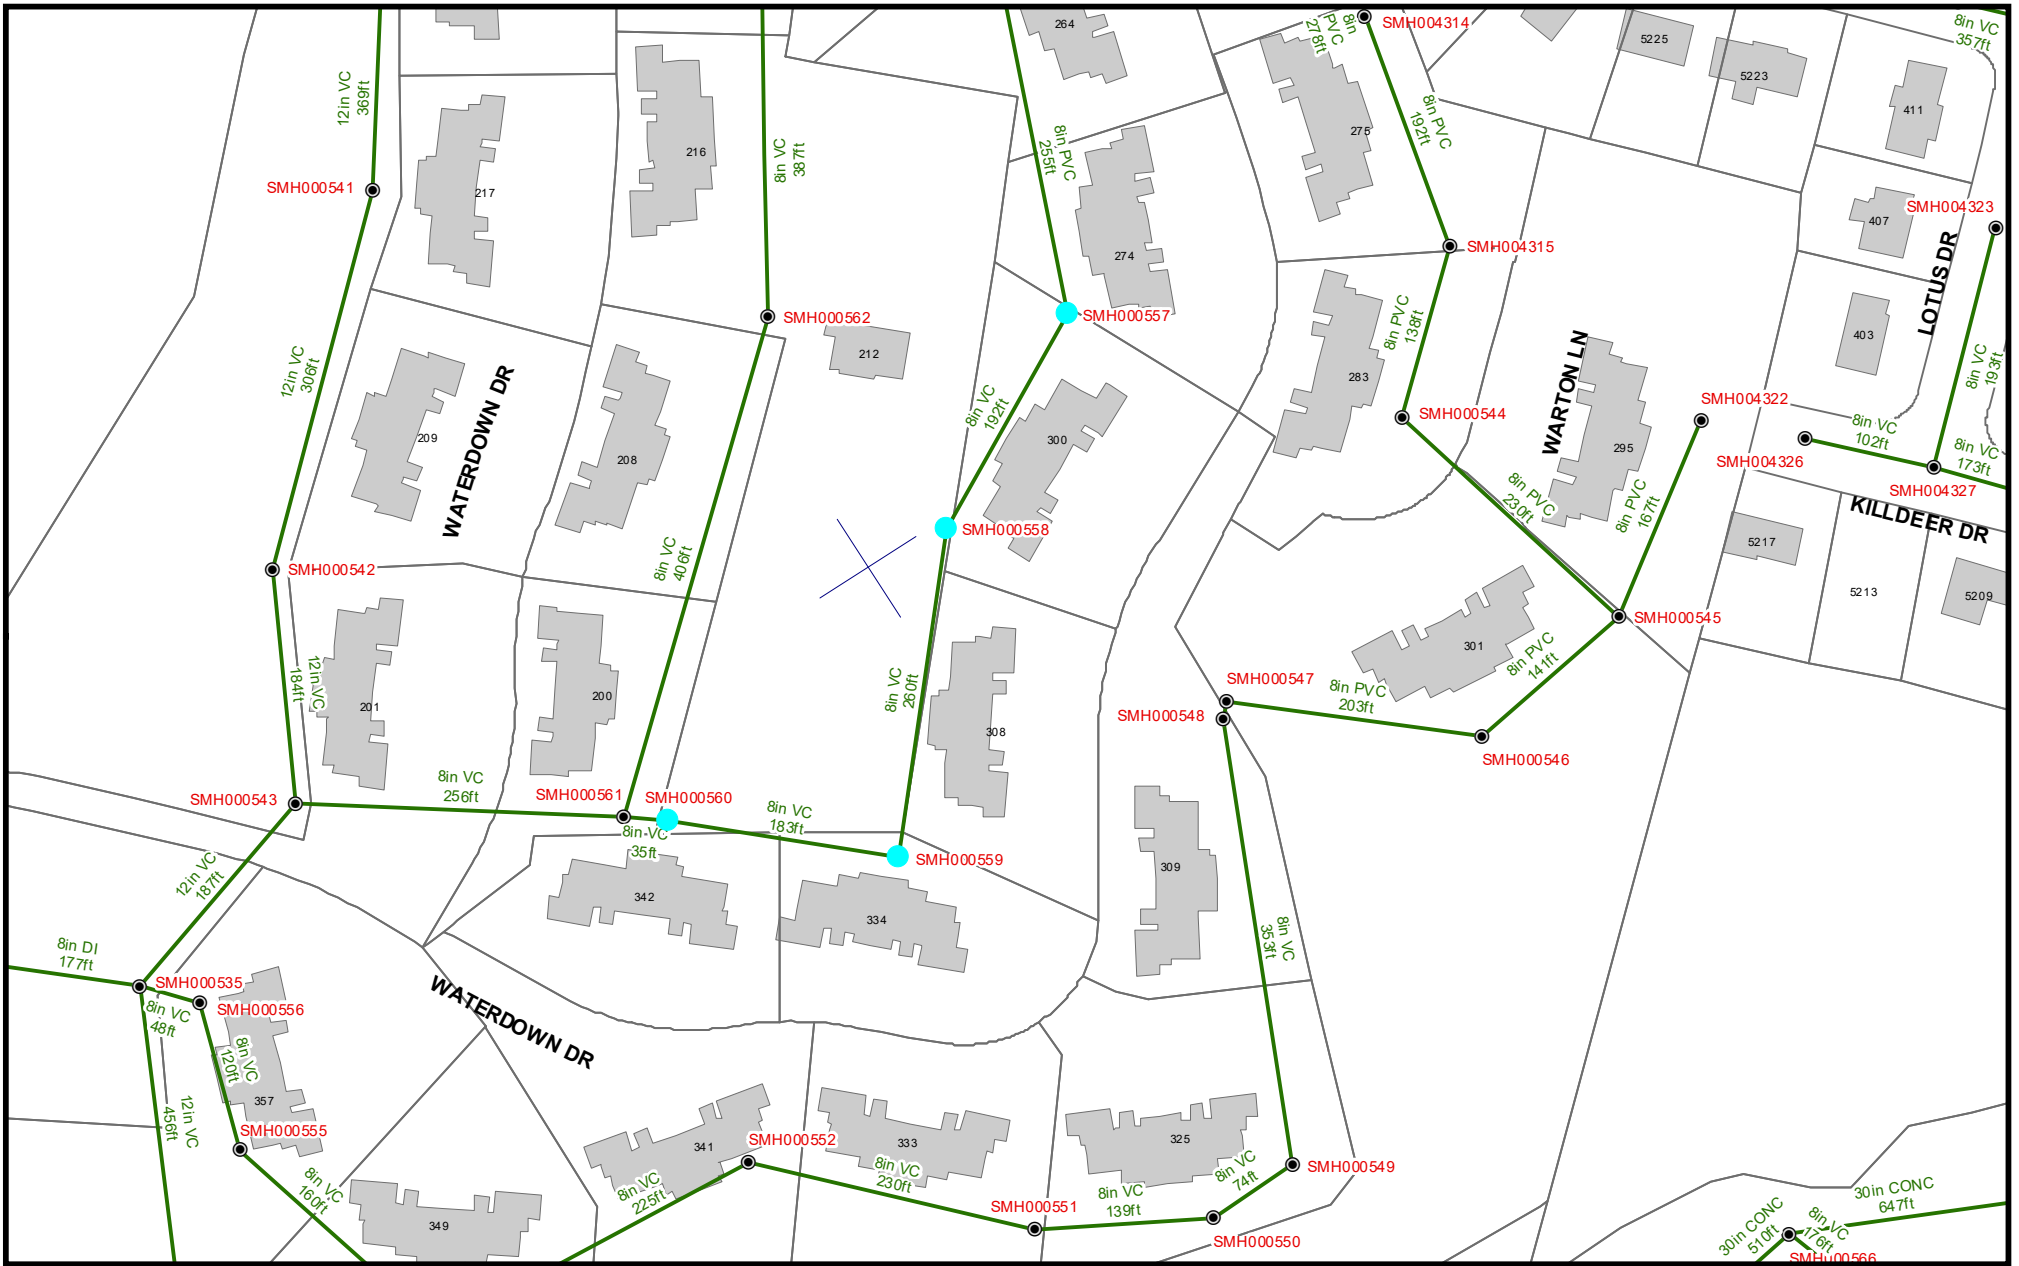 264
8in
PVC
278ft
SMH004314
5225
5223
8in VC
357ft
12in VC
369ft
411
8in PVC
192ft
275
216
8in VC
387ft
8in PVC
255ft
SMH000541
217
407
SMH004323
274
SMH004315
LOTUS DR
SMH000562
SMH000557
8in PVC
138ft
403
212
12in VC
306ft
8in VC
193ft
WATERDOWN DR
WARTON LN
283
8in VC
192ft
SMH000544
SMH004322
209
300
8in VC
102ft
208
295
SMH004326
8in VC
173ft
SMH004327
8in PVC
230ft
8in PVC
167ft
KILLDEER DR
SMH000558
5217
8in VC
406ft
SMH000542
5213
5209
SMH000545
301
8in PVC
141ft
12in VC
184ft
201
200
8in VC
260ft
SMH000547
8in PVC
203ft
SMH000548
308
SMH000546
8in VC
256ft
SMH000543
SMH000561
SMH000560
8in VC
183ft
8in VC
35ft
SMH000559
12in VC
187ft
309
342
334
8in VC
353ft
8in DI
177ft
SMH000535
SMH000556
8in VC
48ft
WATERDOWN DR
8in VC
120ft
357
12in VC
456ft
SMH000555
SMH000552
341
333
325
8in VC
230ft
SMH000549
8in VC
74ft
8in VC
160ft
8in VC
225ft
8in VC
139ft
SMH000551
349
SMH000550
30in CONC
647ft
30in CONC
510ft
8in VC
176ft
SMH000566